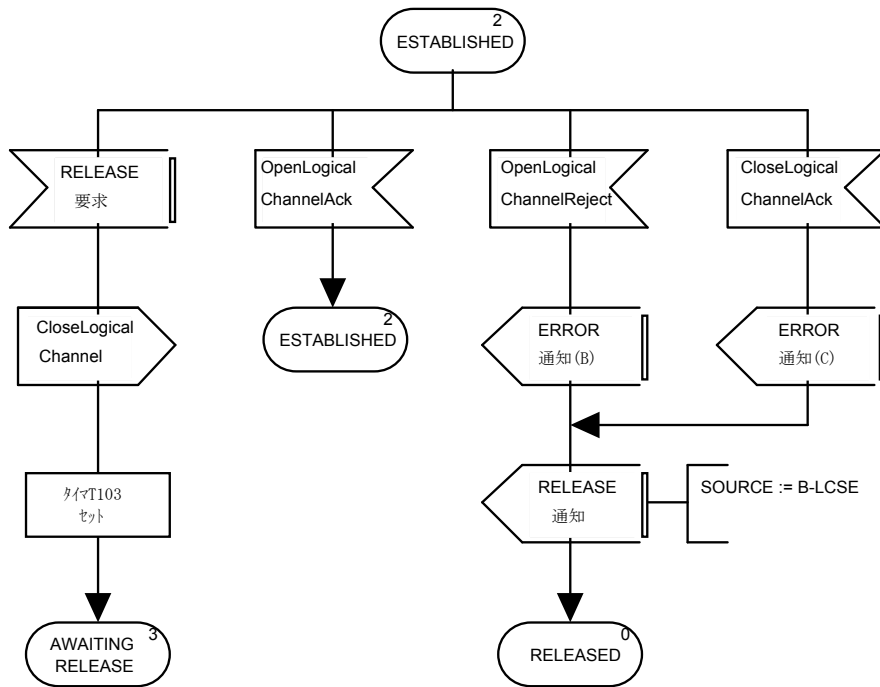 2
ESTABLISHED
RELEASE
要求
OpenLogical
ChannelAck
OpenLogical
ChannelReject
CloseLogical
ChannelAck
CloseLogical
Channel
2
ESTABLISHED
ERROR
通知(B)
ERROR
通知(C)
ﾀｲﾏT103
ｾｯﾄ
RELEASE
通知
SOURCE := B-LCSE
3
AWAITING
RELEASE
0
RELEASED